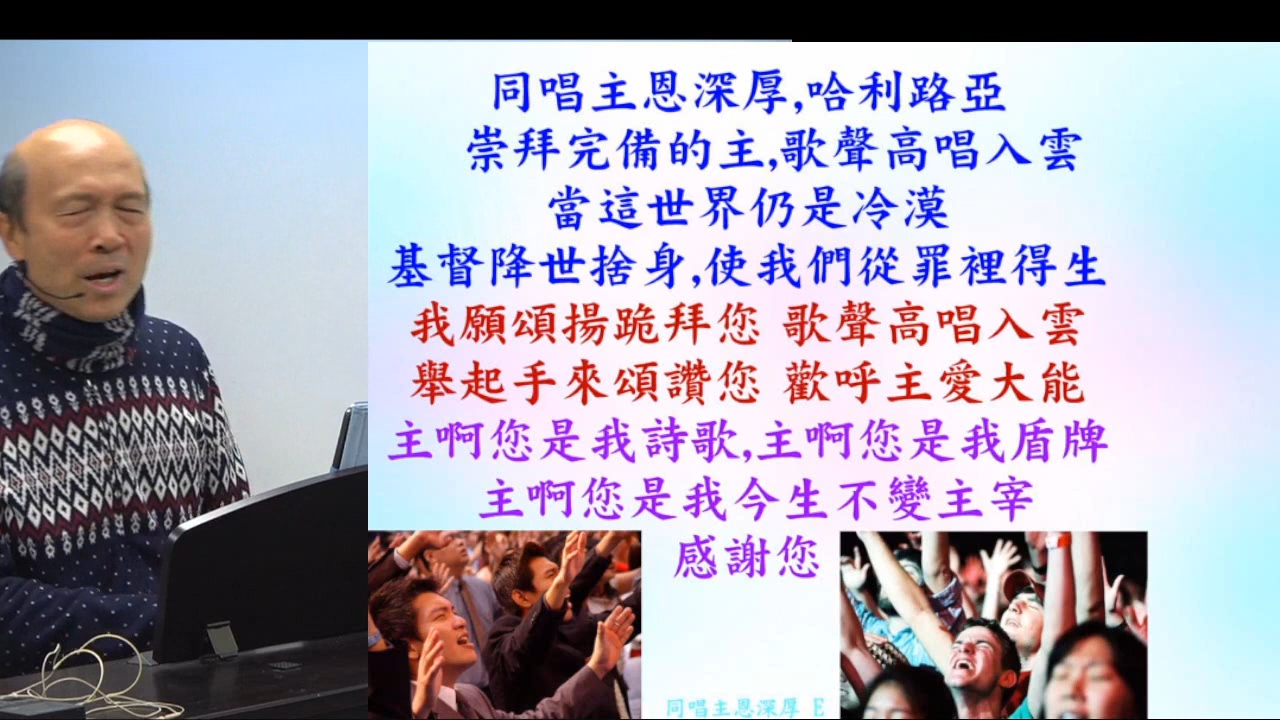 同唱主恩深厚,哈利路亞
崇拜完備的主,歌聲高唱入雲
當這世界仍是冷漠
基督降世捨身,使我們從罪裡得生
我願頌揚跪拜您 歌聲高唱入雲
舉起手來頌讚您 歡呼主愛大能
主啊您是我詩歌,主啊您是我盾牌
主啊您是我今生不變主宰
感謝您
同唱主恩深厚 E